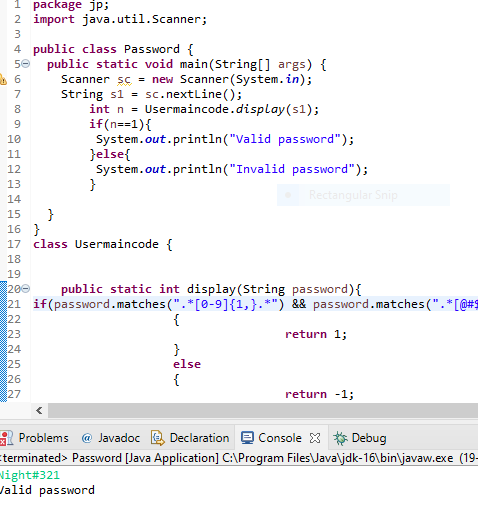 1 package jp;
2 import java.util.Scanner;
3
4 public class Password {
5 public static void main(String[] args) {
6 Scanner sc = new Scanner(System.in);
7 String s1 = sc.nextLine();
8 int n = Usermaincode.display(s1);
9 if(n==1){
10 System.out.println("Valid password");
11 }else{
12 System.out.println("Invalid password");
13 }
Rectangular Snip
14
15 }
16 }
17 class Usermaincode {
18
19
20 public static int display(String password){
21 if(password.matches(".*[0-9]{1,}.*") && password.matches(".*[@#$
22 {
23 return 1;
24 }
25 else
26 {
27 return -1;
Problems @ Javadoc Declaration Console Debug
<terminated> Password [Java Application] C:\Program Files\Java\jdk-16\bin\javaw.exe (19-
Night#321
Valid password